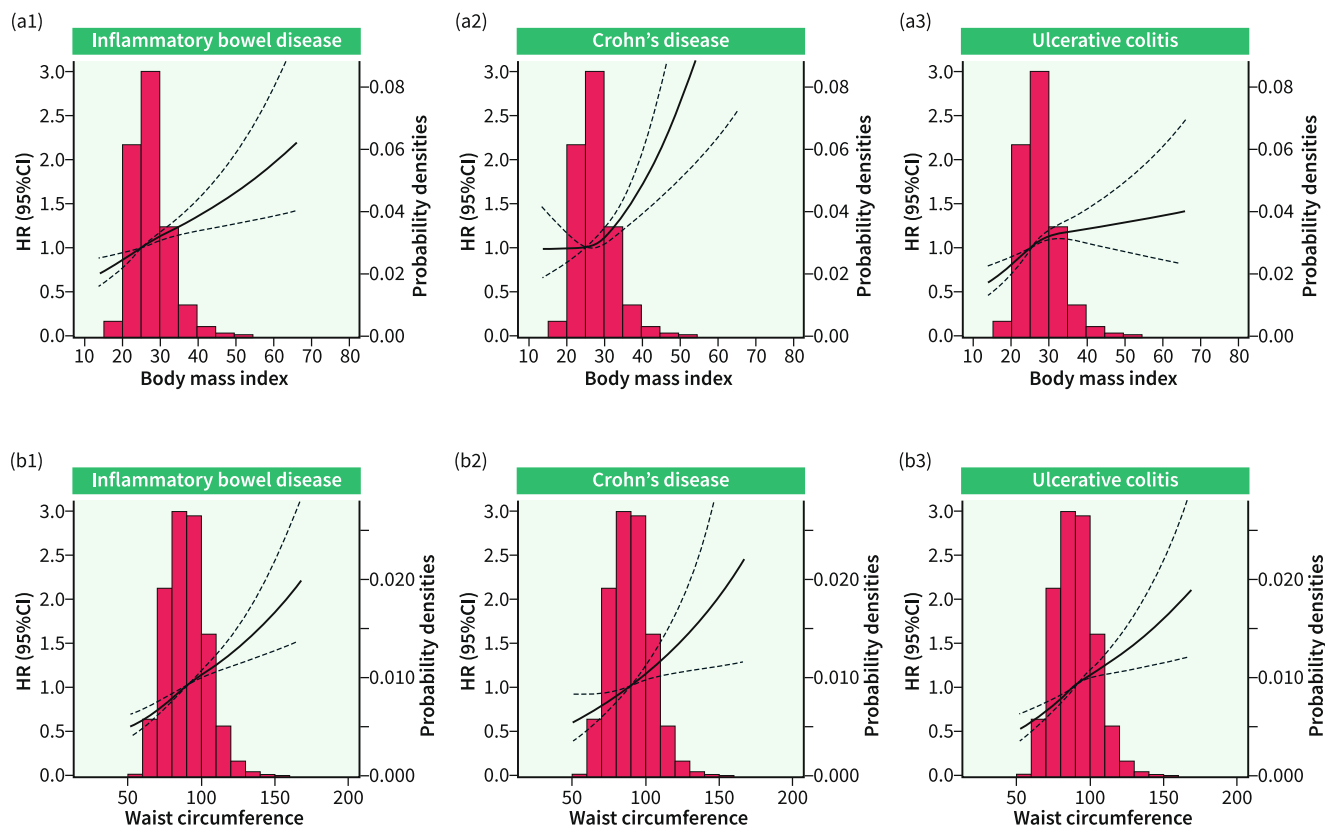 (a1)
Inflammatory bowel disease
3.0
2.5
2.0
1.5
1.0
0.5
0.0
HR (95%CI)
0.08
0.06
0.04
0.02
0.00
Probability densities
10 20 30 40 50 60 70 80
Body mass index
(a2)
Crohn's disease
3.0
2.5
2.0
1.5
1.0
0.5
0.0
HR (95%CI)
0.08
0.06
0.04
0.02
0.00
Probability densities
10 20 30 40 50 60 70 80
Body mass index
(a3)
Ulcerative colitis
3.0
2.5
2.0
1.5
1.0
0.5
0.0
HR (95%CI)
0.08
0.06
0.04
0.02
0.00
Probability densities
10 20 30 40 50 60 70 80
Body mass index
(b1)
Inflammatory bowel disease
3.0
2.5
2.0
1.5
1.0
0.5
0.0
HR (95%CI)
0.020
0.010
0.000
Probability densities
50 100 150 200
Waist circumference
(b2)
Crohn's disease
3.0
2.5
2.0
1.5
1.0
0.5
0.0
HR (95%CI)
0.020
0.010
0.000
Probability densities
50 100 150 200
Waist circumference
(b3)
Ulcerative colitis
3.0
2.5
2.0
1.5
1.0
0.5
0.0
HR (95%CI)
0.020
0.010
0.000
Probability densities
50 100 150 200
Waist circumference